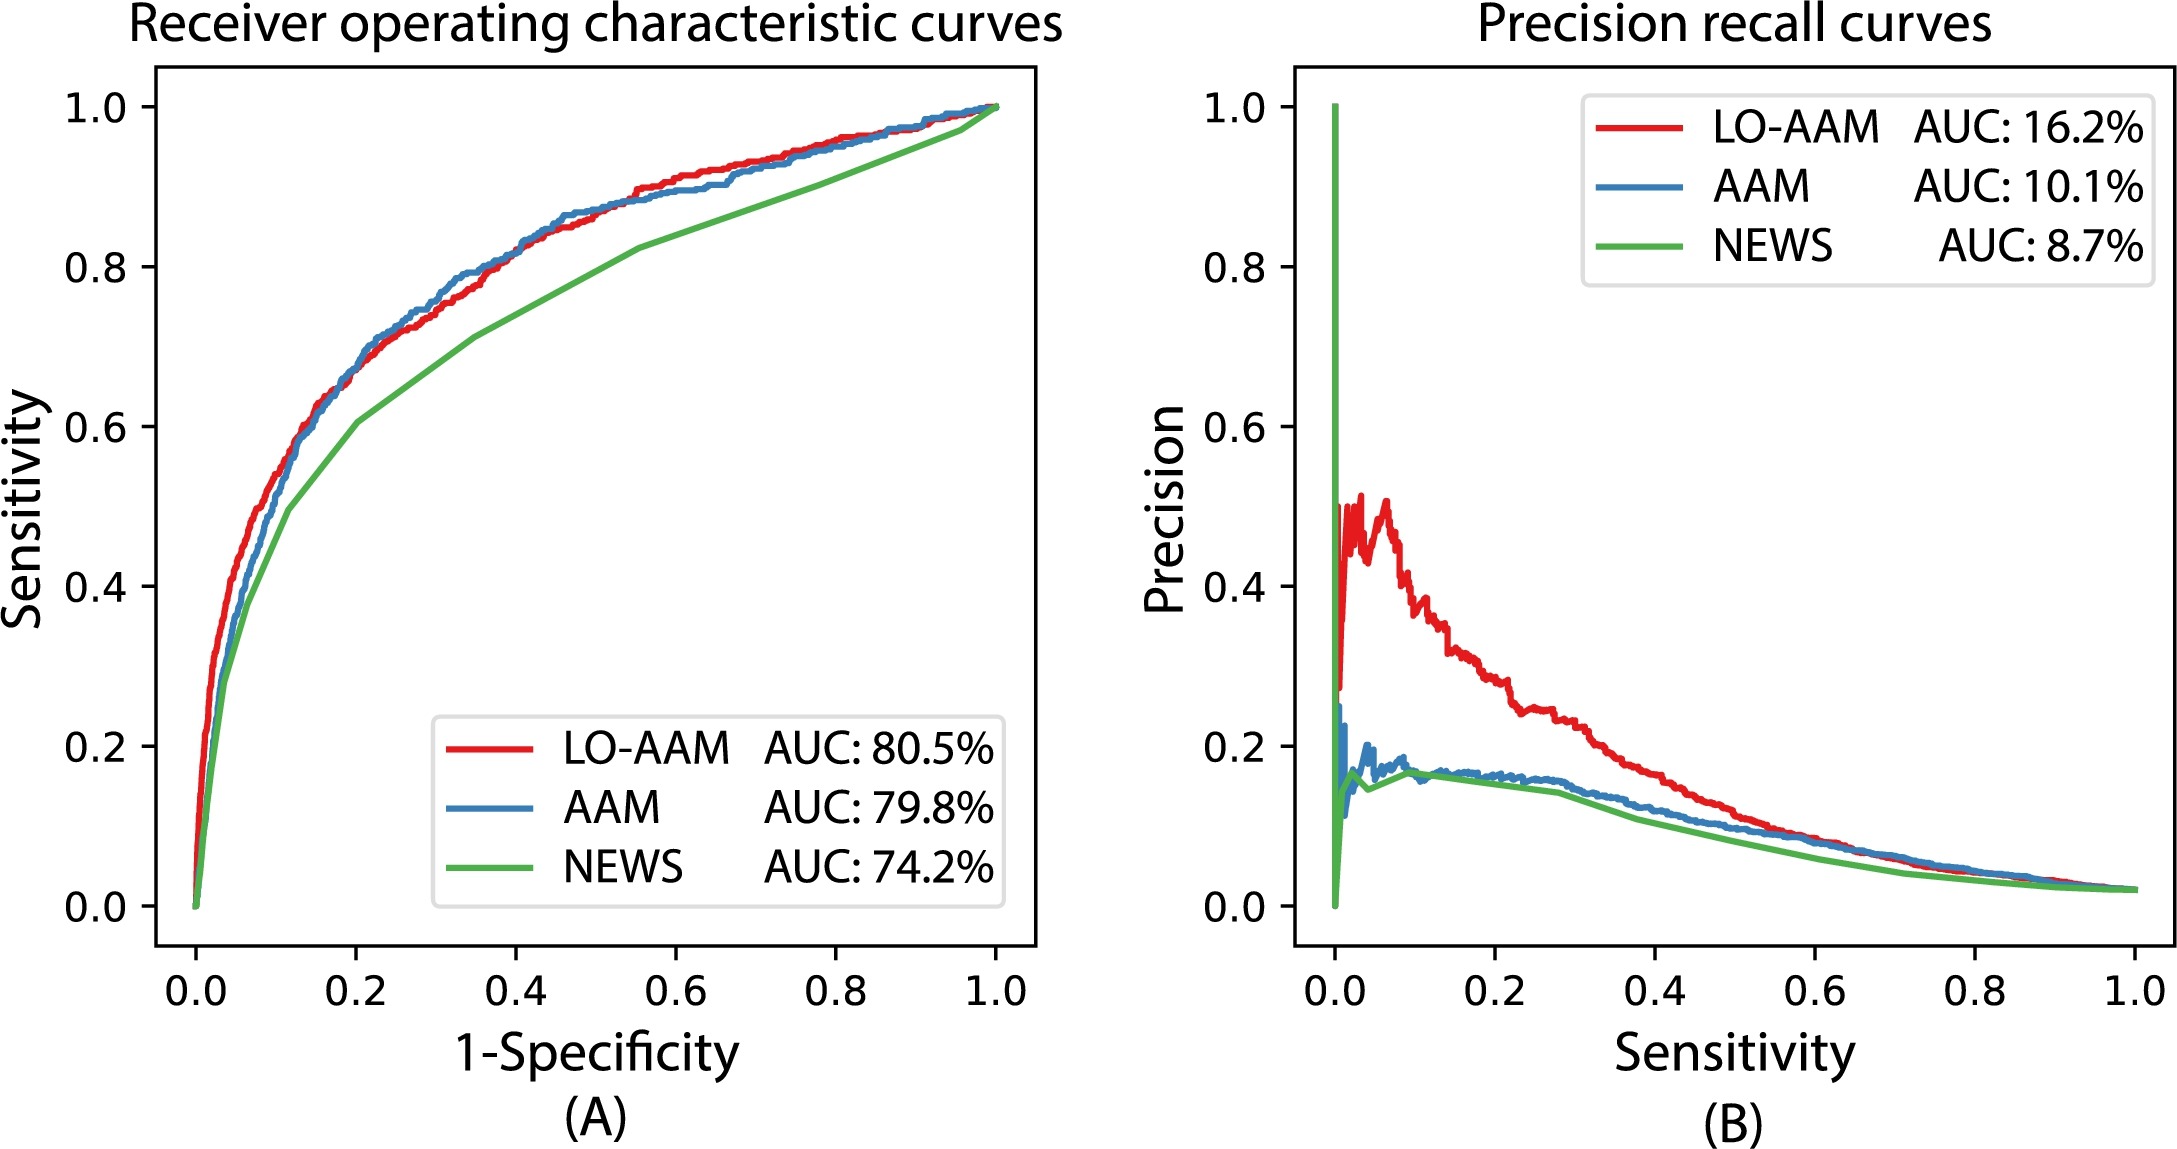 Receiver operating characteristic curves
Sensitivity
1.0
0.8
0.6
0.4
0.2
0.0
LO-AAM AUC: 80.5%
AAM AUC: 79.8%
NEWS AUC: 74.2%
0.0 0.2 0.4 0.6 0.8 1.0
1-Specificity
(A)
Precision recall curves
Precision
1.0
0.8
0.6
0.4
0.2
0.0
LO-AAM AUC: 16.2%
AAM AUC: 10.1%
NEWS AUC: 8.7%
0.0 0.2 0.4 0.6 0.8 1.0
Sensitivity
(B)